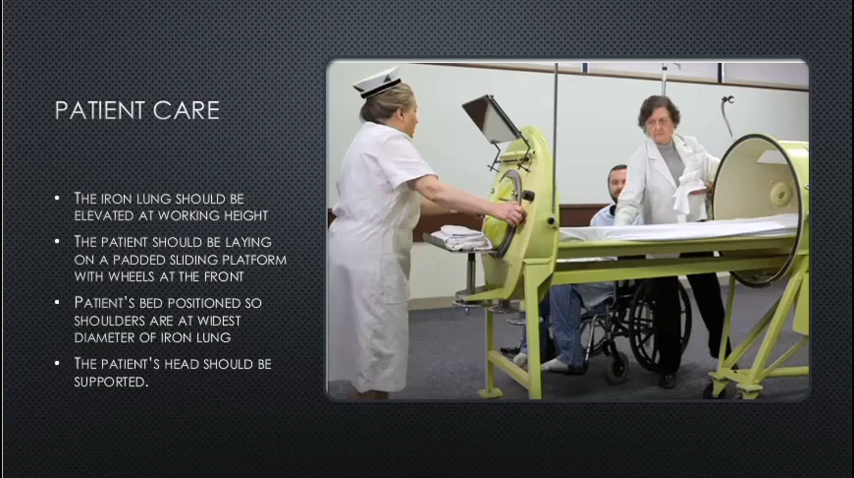 PATIENT CARE
• THE IRON LUNG SHOULD BE
ELEVATED AT WORKING HEIGHT
• THE PATIENT SHOULD BE LAYING
ON A PADDED SLIDING PLATFORM
WITH WHEELS AT THE FRONT
• PATIENT'S BED POSITIONED SO
SHOULDERS ARE AT WIDEST
DIAMETER OF IRON LUNG
• THE PATIENT'S HEAD SHOULD BE
SUPPORTED.